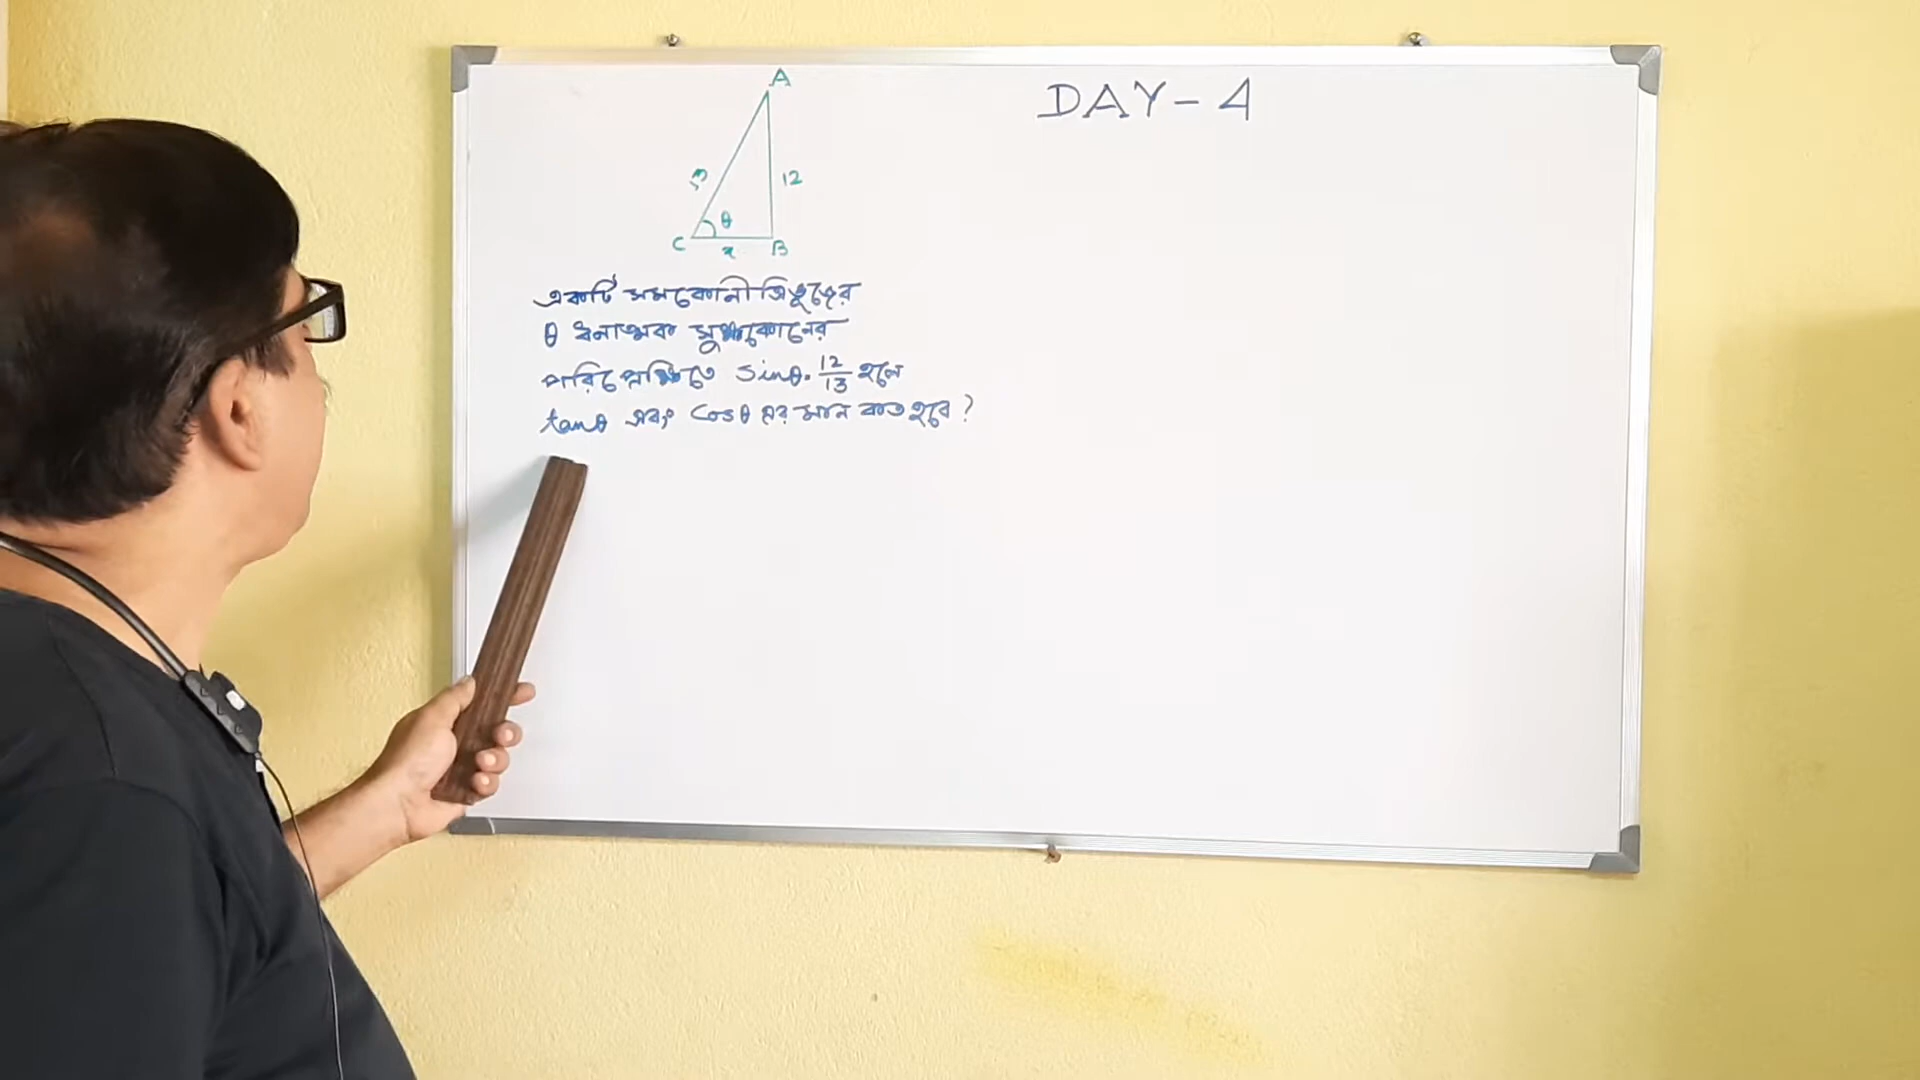 DAY-4
A
13
12
θ
C
x
B
একটি সমকোনী ত্রিভুজের
θ ধনাত্মক সুক্ষকোনের
পরিপ্রেক্ষিতে sinθ = 12/13 হলে
tanθ এবং Cosθ এর মান কত হবে?